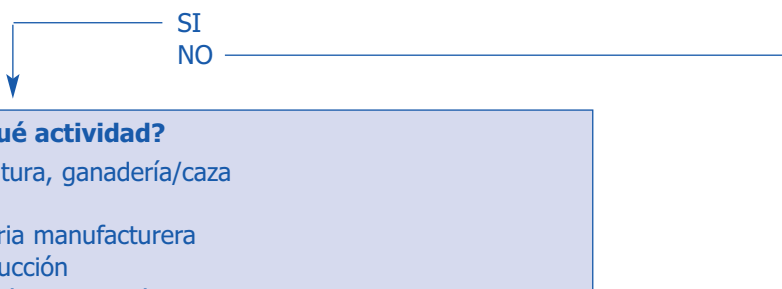 SI
NO
ué actividad?
tura, ganadería/caza
ria manufacturera
ucción